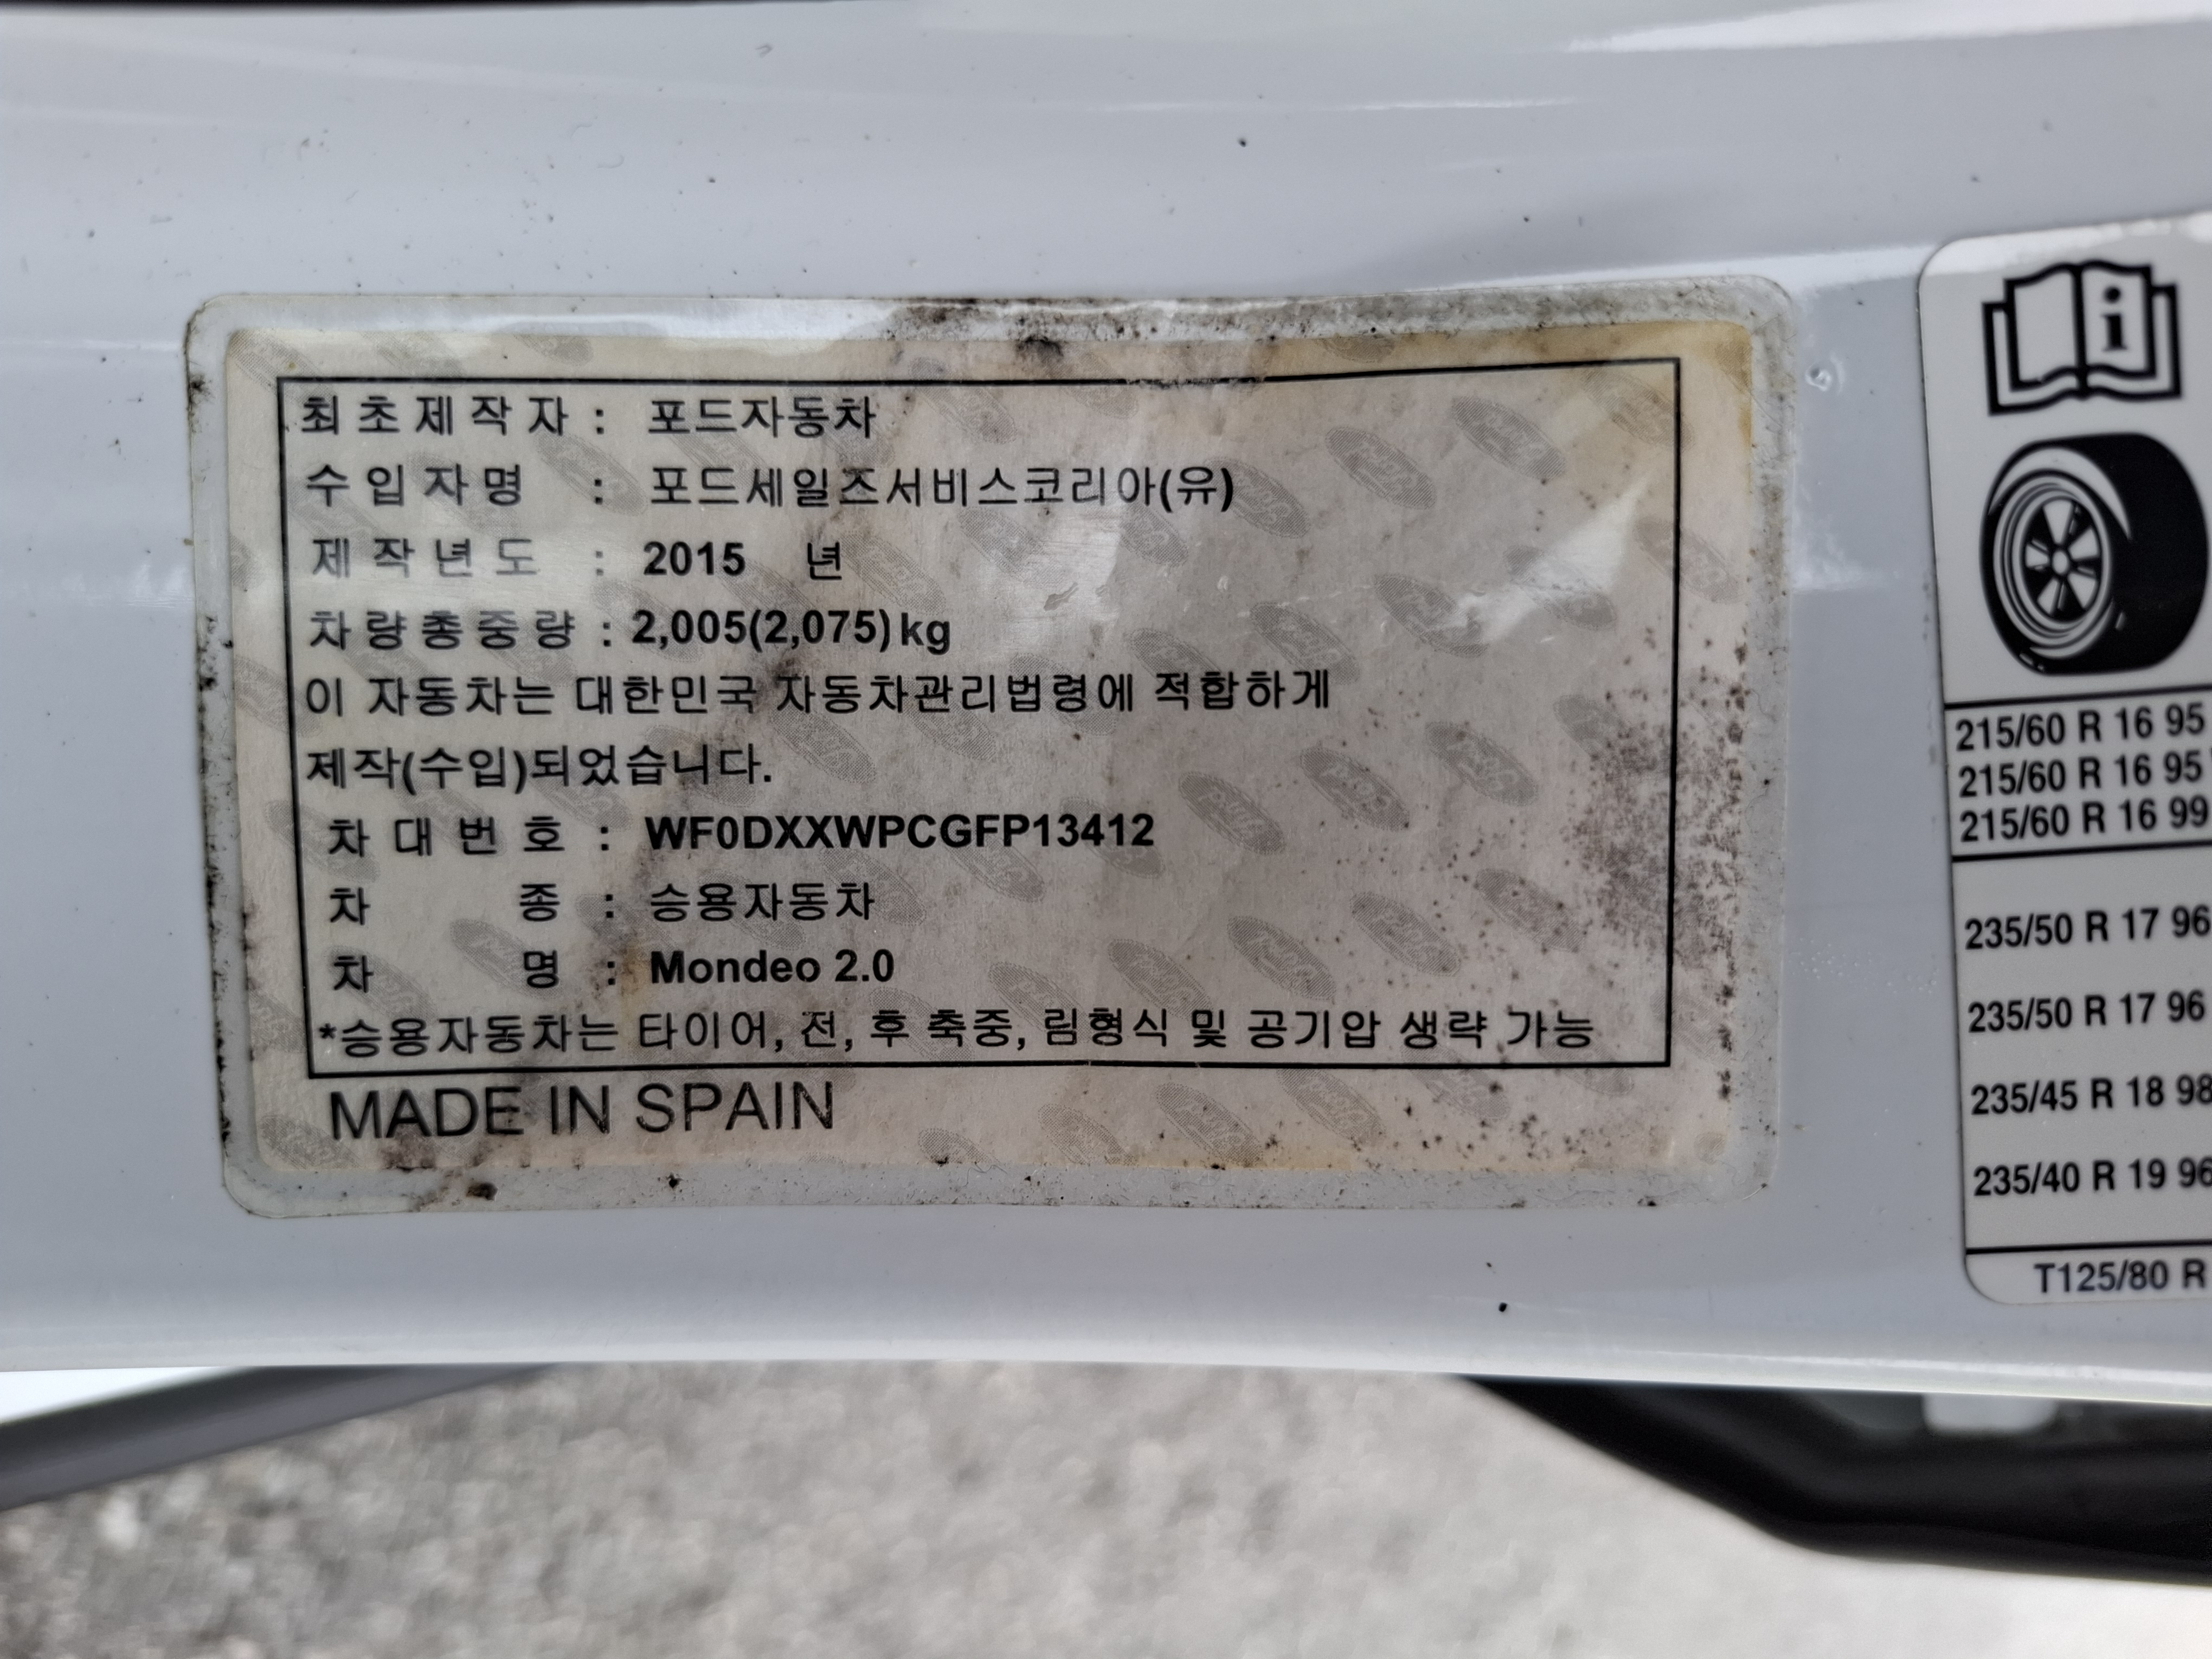 최초제작자 : 포드자동차
수입자명 : 포드세일즈서비스코리아(유)
제작년도 : 2015 년
차량총중량 : 2,005(2,075)kg
이 자동차는 대한민국 자동차관리법령에 적합하게
제작(수입)되었습니다.
차대번호 : WF0DXXWPCGFP13412
차 종 : 승용자동차
차 명 : Mondeo 2.0
*승용자동차는 타이어, 전, 후 축중, 림형식 및 공기압 생략 가능
MADE IN SPAIN
i
215/60 R 16 95
215/60 R 16 95
215/60 R 16 99
235/50 R 17 96
235/50 R 17 96
235/45 R 18 98
235/40 R 19 96
T125/80 R